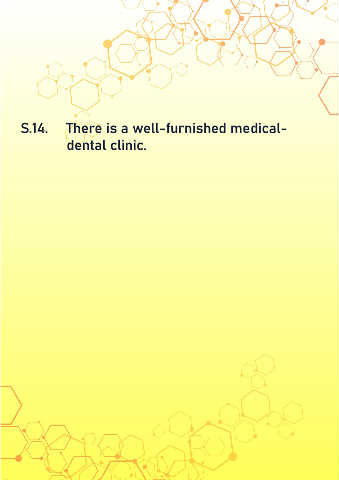 S.14. There is a well-furnished medical-
dental clinic.